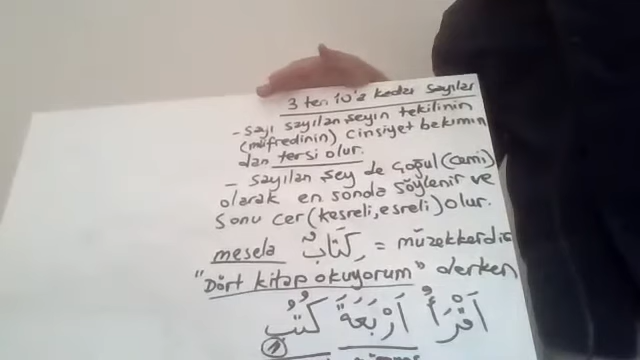 3 ten 10'a kadar sayılar
- sayı sayılan şeyin tekilinin
(müfredinin) cinsiyet bakımın
dan tersi olur.
- sayılan şey de çoğul (cemi)
olarak en sonda söylenir ve
sonu cer (kesreli, esreli) olur.
mesela كِتَابٌ = müzekkerdir
"Dört kitap okuyorum" derken
اَقْرَأُ اَرْبَعَةَ كُتُبٍ